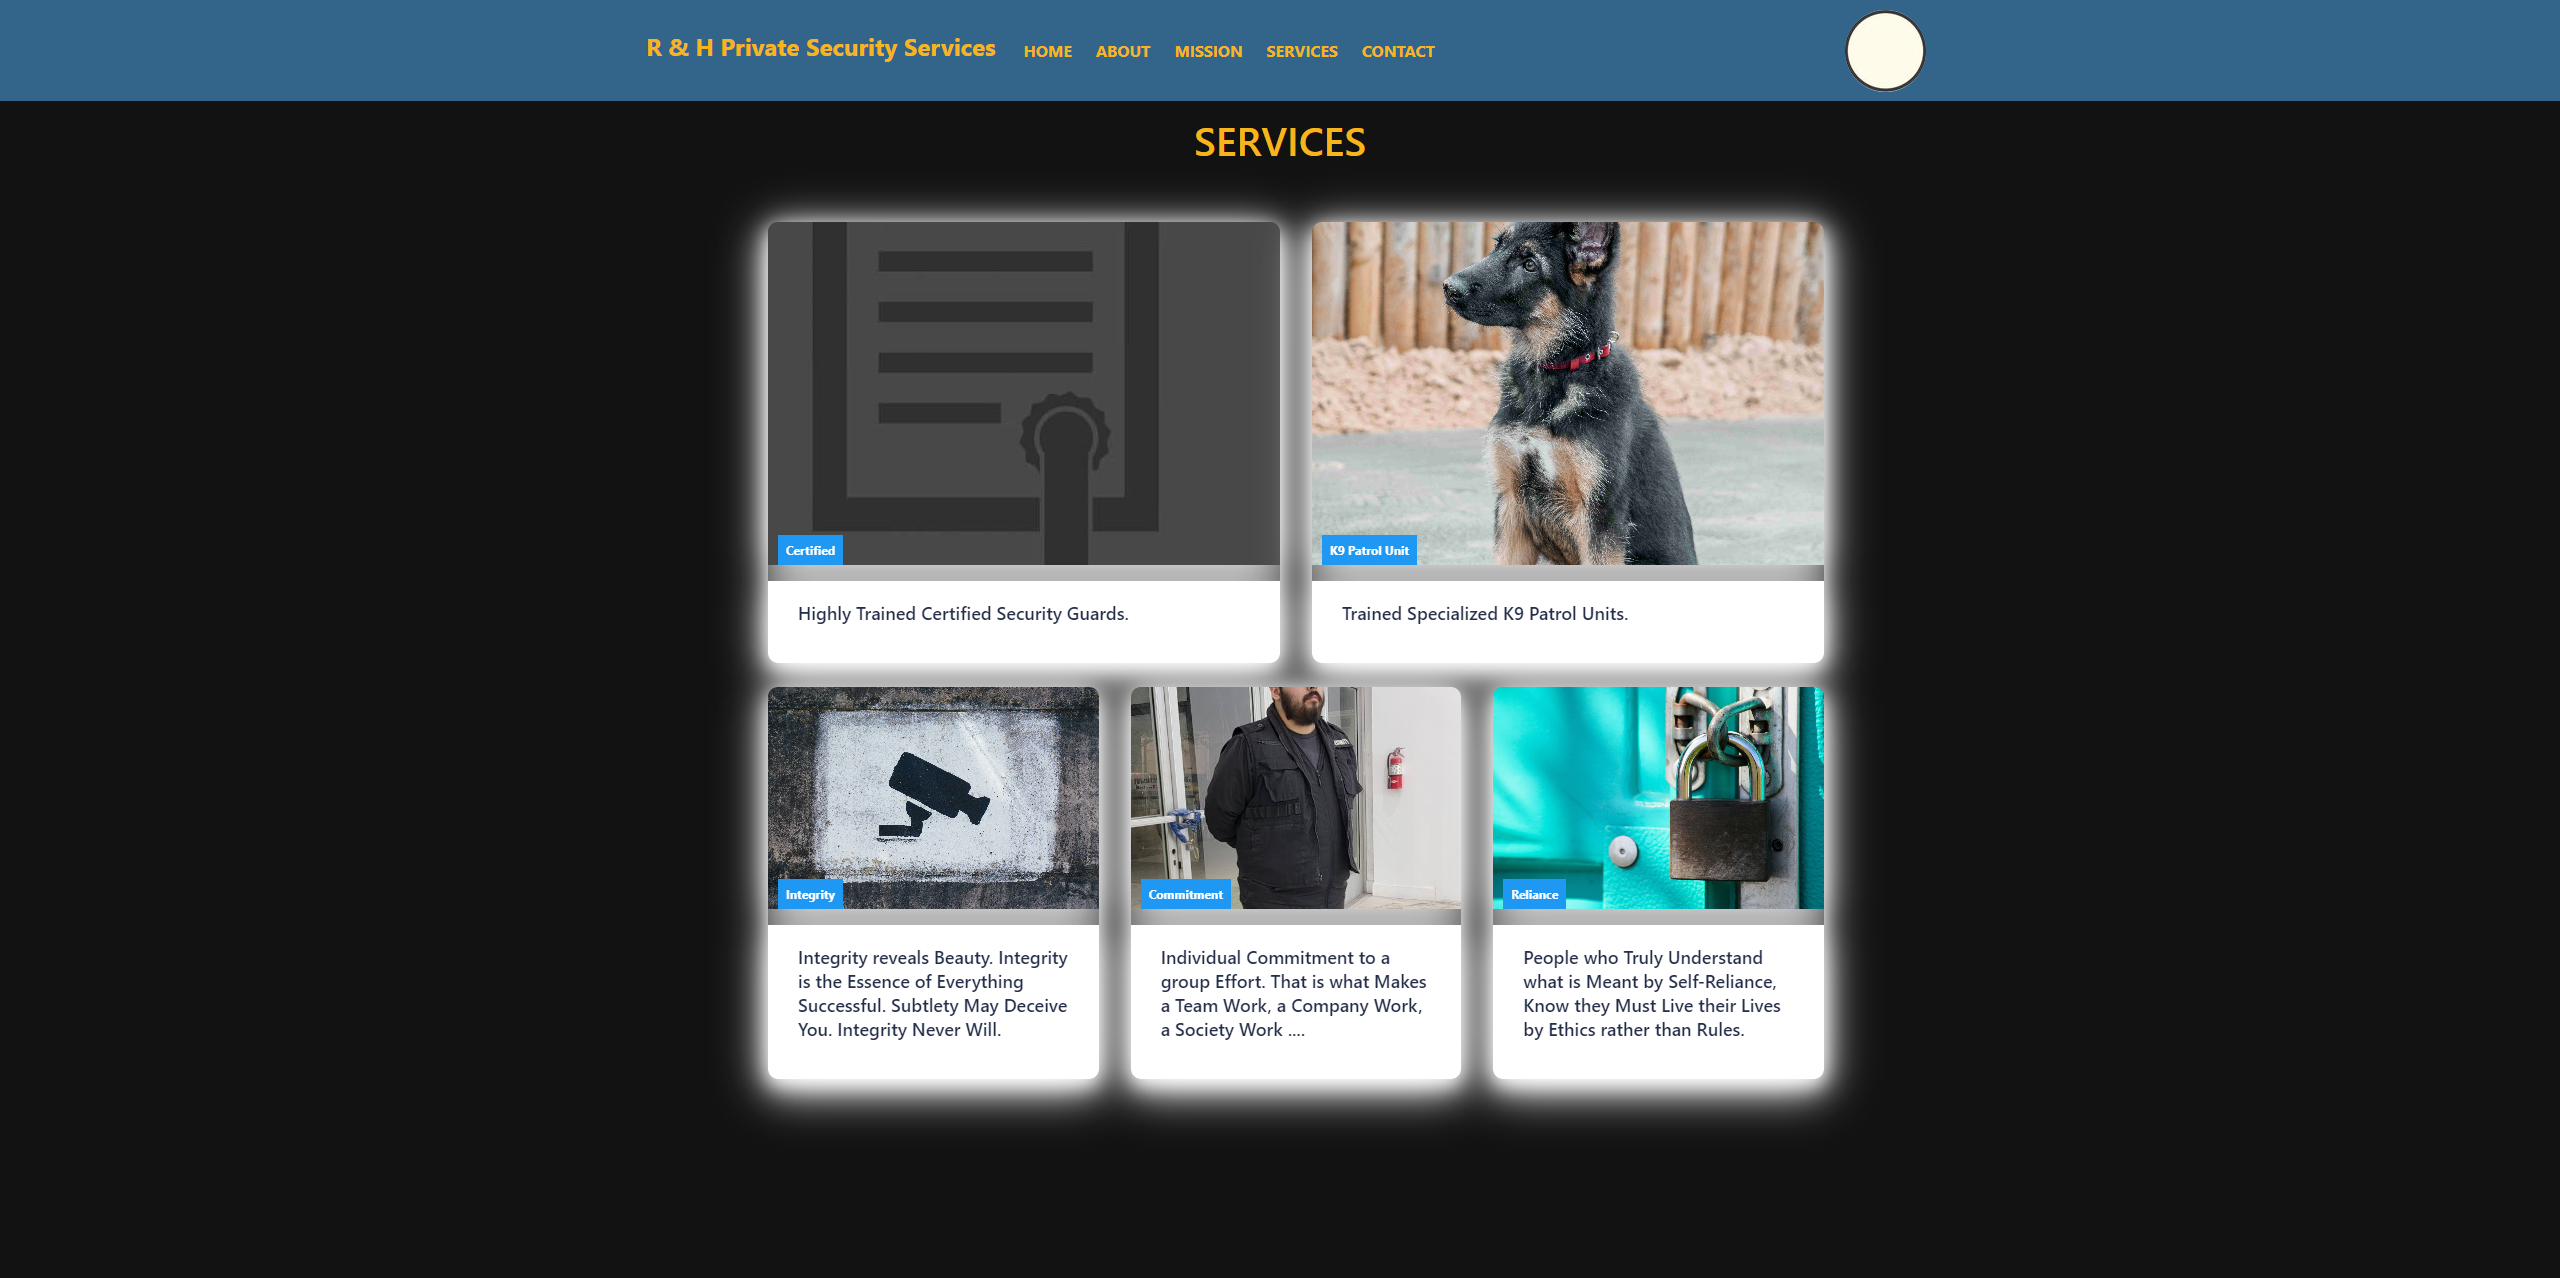 R & H Private Security Services HOME ABOUT MISSION SERVICES CONTACT
SERVICES
Certified
K9 Patrol Unit
Highly Trained Certified Security Guards.
Trained Specialized K9 Patrol Units.
Integrity
Commitment
Reliance
Integrity reveals Beauty. Integrity
is the Essence of Everything
Successful. Subtlety May Deceive
You. Integrity Never Will.
Individual Commitment to a
group Effort. That is what Makes
a Team Work, a Company Work,
a Society Work ....
People who Truly Understand
what is Meant by Self-Reliance,
Know they Must Live their Lives
by Ethics rather than Rules.